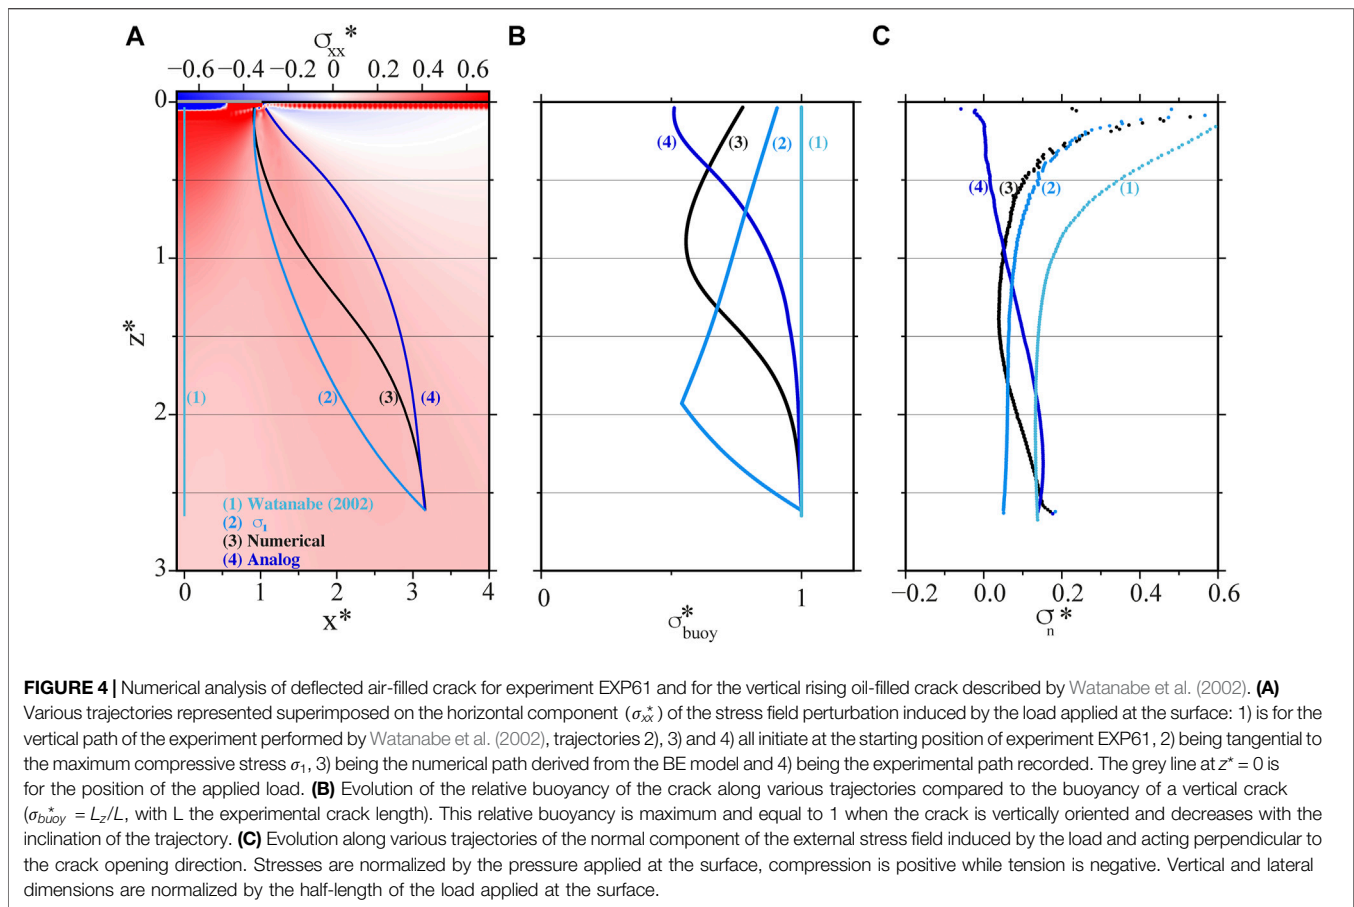 A
B
C
σxx*
−0.6 −0.4 −0.2 0 0.2 0.4 0.6
0
1
2
3
z*
(1)
(2)
(3)
(4)
(1) Watanabe (2002)
(2) σ1
(3) Numerical
(4) Analog
0 1 2 3 4
x*
(4)
(3)
(2)
(1)
0 1
σ*buoy
(4)
(3)
(2)
(1)
−0.2 0.0 0.2 0.4 0.6
σn*
FIGURE 4 | Numerical analysis of deflected air-filled crack for experiment EXP61 and for the vertical rising oil-filled crack described by Watanabe et al. (2002). (A)
Various trajectories represented superimposed on the horizontal component (σ*xx) of the stress field perturbation induced by the load applied at the surface: 1) is for the
vertical path of the experiment performed by Watanabe et al. (2002), trajectories 2), 3) and 4) all initiate at the starting position of experiment EXP61, 2) being tangential to
the maximum compressive stress σ1, 3) being the numerical path derived from the BE model and 4) being the experimental path recorded. The grey line at z* = 0 is
for the position of the applied load. (B) Evolution of the relative buoyancy of the crack along various trajectories compared to the buoyancy of a vertical crack
(σ*buoy = Lz/L, with L the experimental crack length). This relative buoyancy is maximum and equal to 1 when the crack is vertically oriented and decreases with the
inclination of the trajectory. (C) Evolution along various trajectories of the normal component of the external stress field induced by the load and acting perpendicular to
the crack opening direction. Stresses are normalized by the pressure applied at the surface, compression is positive while tension is negative. Vertical and lateral
dimensions are normalized by the half-length of the load applied at the surface.